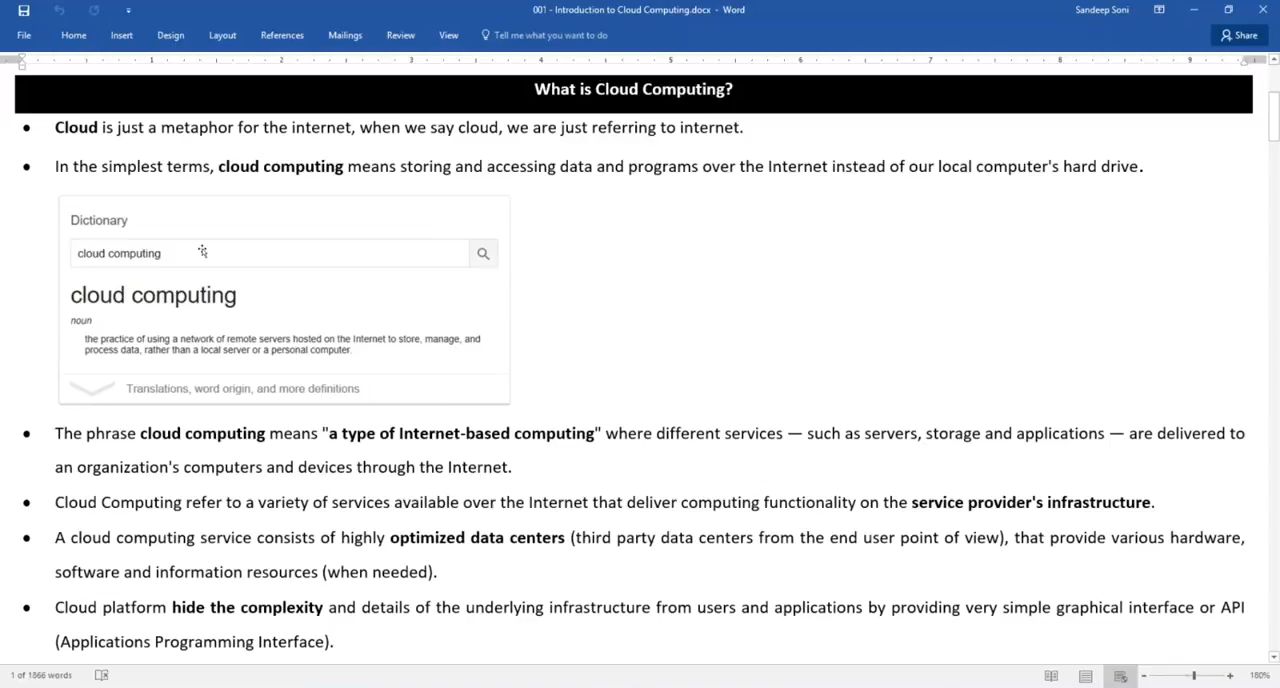 001 - Introduction to Cloud Computing.docx - Word
Sandeep Soni
File Home Insert Design Layout References Mailings Review View Tell me what you want to do Share
1 2 3 4 5 6 7 8 9
What is Cloud Computing?
• Cloud is just a metaphor for the internet, when we say cloud, we are just referring to internet.
• In the simplest terms, cloud computing means storing and accessing data and programs over the Internet instead of our local computer's hard drive.
Dictionary
cloud computing
cloud computing
noun
the practice of using a network of remote servers hosted on the Internet to store, manage, and
process data, rather than a local server or a personal computer.
Translations, word origin, and more definitions
• The phrase cloud computing means "a type of Internet-based computing" where different services — such as servers, storage and applications — are delivered to
an organization's computers and devices through the Internet.
• Cloud Computing refer to a variety of services available over the Internet that deliver computing functionality on the service provider's infrastructure.
• A cloud computing service consists of highly optimized data centers (third party data centers from the end user point of view), that provide various hardware,
software and information resources (when needed).
• Cloud platform hide the complexity and details of the underlying infrastructure from users and applications by providing very simple graphical interface or API
(Applications Programming Interface).
1 of 1866 words
180%